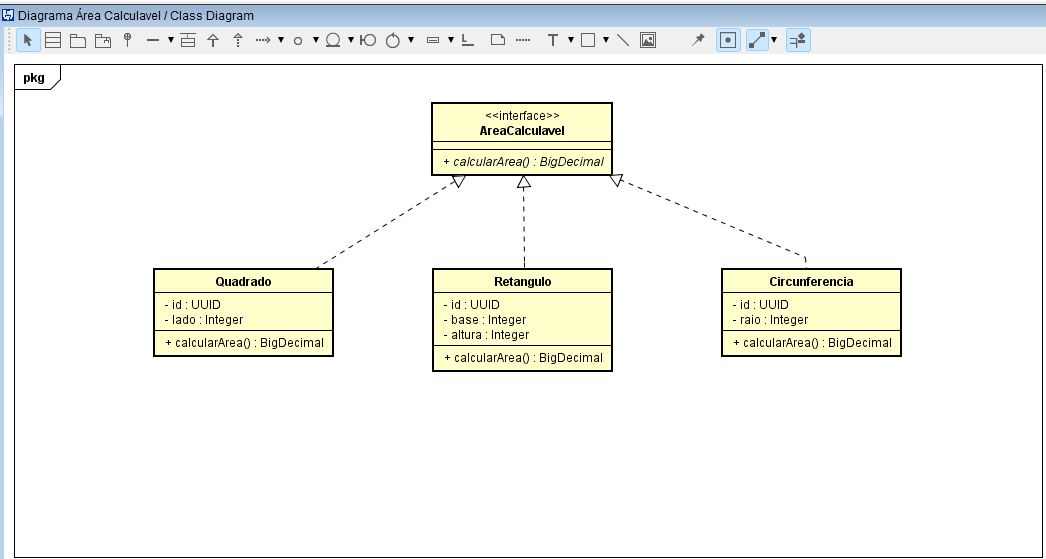 Diagrama Área Calculavel / Class Diagram
T
pkg
<<interface>>
AreaCalculavel
+ calcularArea() : BigDecimal
Quadrado
- id : UUID
- lado : Integer
+ calcularArea() : BigDecimal
Retangulo
- id : UUID
- base : Integer
- altura : Integer
+ calcularArea() : BigDecimal
Circunferencia
- id : UUID
- raio : Integer
+ calcularArea() : BigDecimal